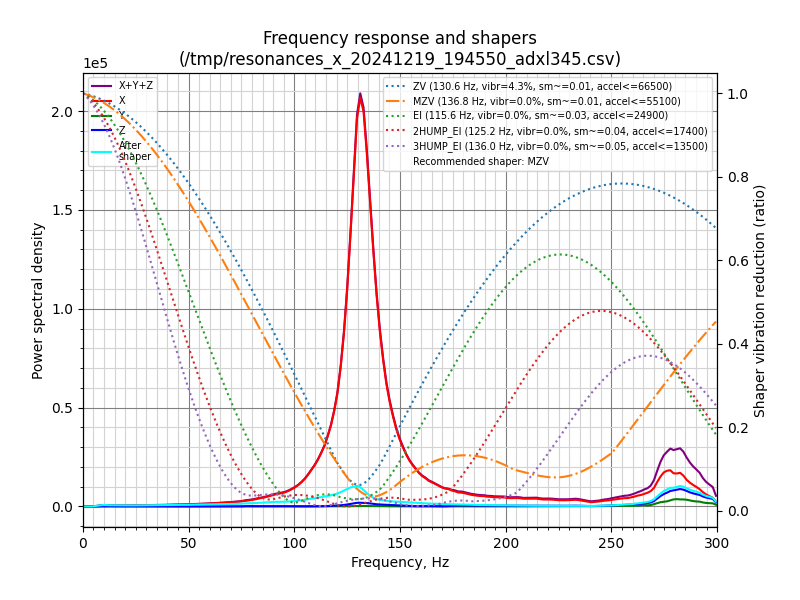 Frequency response and shapers
(/tmp/resonances_x_20241219_194550_adxl345.csv)
1e5
X+Y+Z
X
Y
Z
After
shaper
ZV (130.6 Hz, vibr=4.3%, sm~=0.01, accel<=66500)
MZV (136.8 Hz, vibr=0.0%, sm~=0.01, accel<=55100)
EI (115.6 Hz, vibr=0.0%, sm~=0.03, accel<=24900)
2HUMP_EI (125.2 Hz, vibr=0.0%, sm~=0.04, accel<=17400)
3HUMP_EI (136.0 Hz, vibr=0.0%, sm~=0.05, accel<=13500)
Recommended shaper: MZV
2.0
1.5
1.0
0.5
0.0
Power spectral density
1.0
0.8
0.6
0.4
0.2
0.0
Shaper vibration reduction (ratio)
0 50 100 150 200 250 300
Frequency, Hz